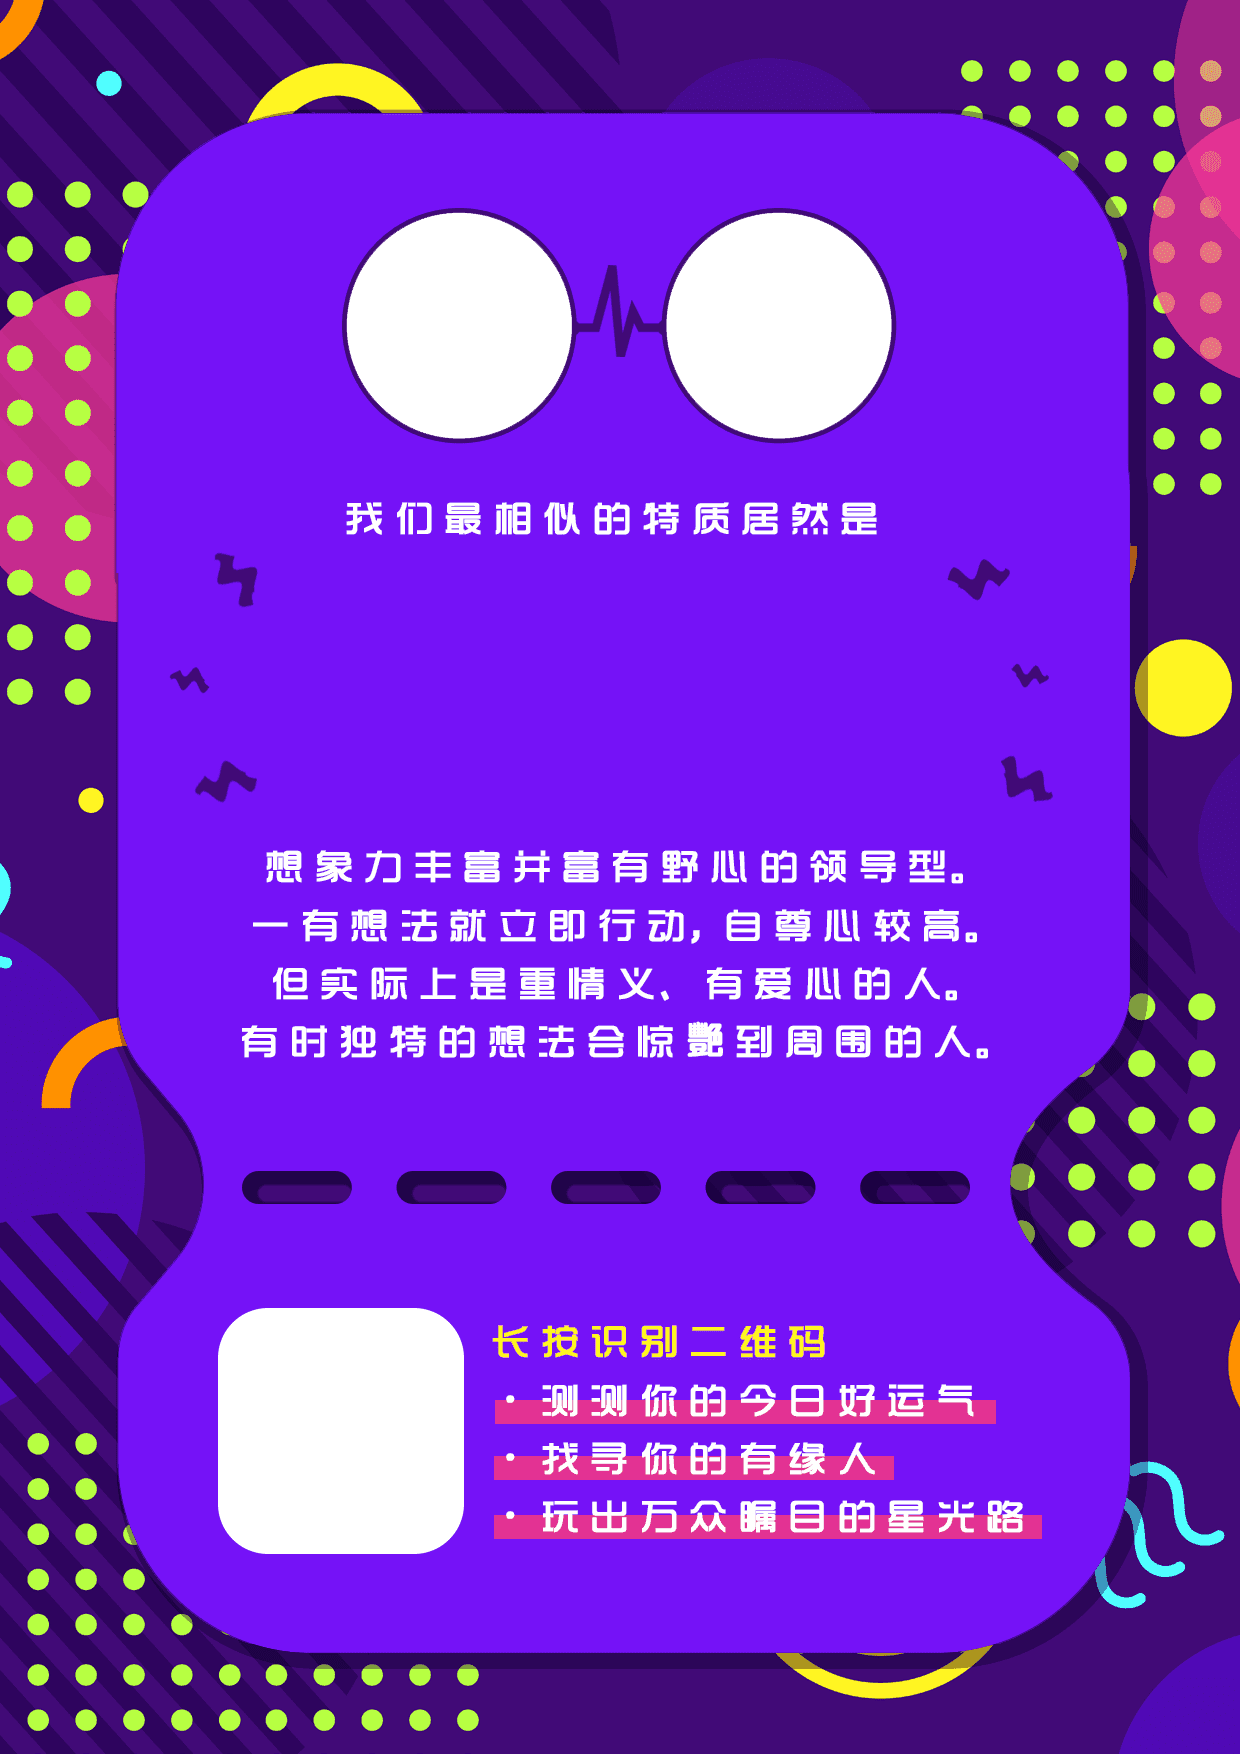 我们最相似的特质居然是
想象力丰富并富有野心的领导型。
一有想法就立即行动，自尊心较高。
但实际上是重情义、有爱心的人。
有时独特的想法会惊艷到周围的人。
长按识别二维码
·测测你的今日好运气
·找寻你的有缘人
·玩出万众瞩目的星光路